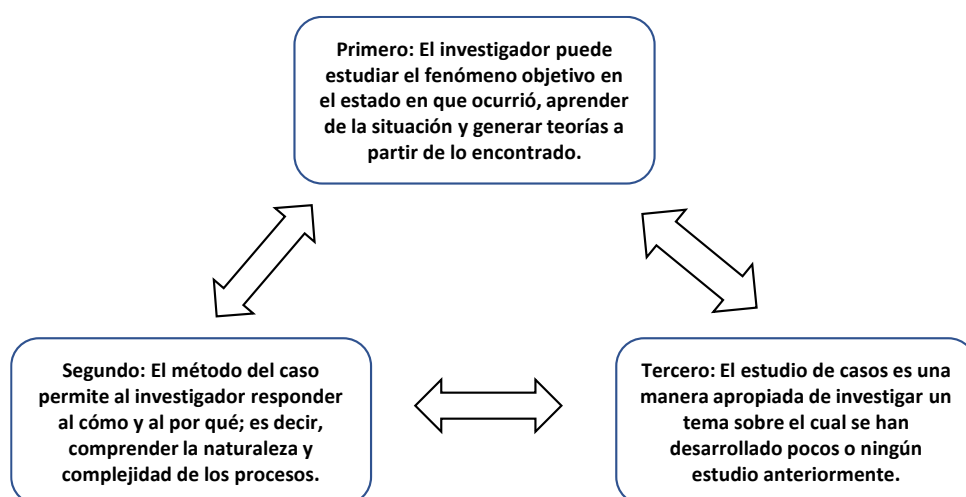 Primero: El investigador puede
estudiar el fenómeno objetivo en
el estado en que ocurrió, aprender
de la situación y generar teorías a
partir de lo encontrado.
Segundo: El método del caso
permite al investigador responder
al cómo y al por qué; es decir,
comprender la naturaleza y
complejidad de los procesos.
Tercero: El estudio de casos es una
manera apropiada de investigar un
tema sobre el cual se han
desarrollado pocos o ningún
estudio anteriormente.